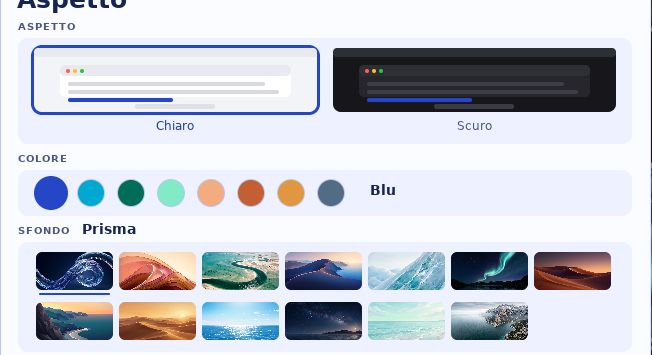 Aspetto
ASPETTO
Chiaro
Scuro
COLORE
Blu
SFONDO Prisma